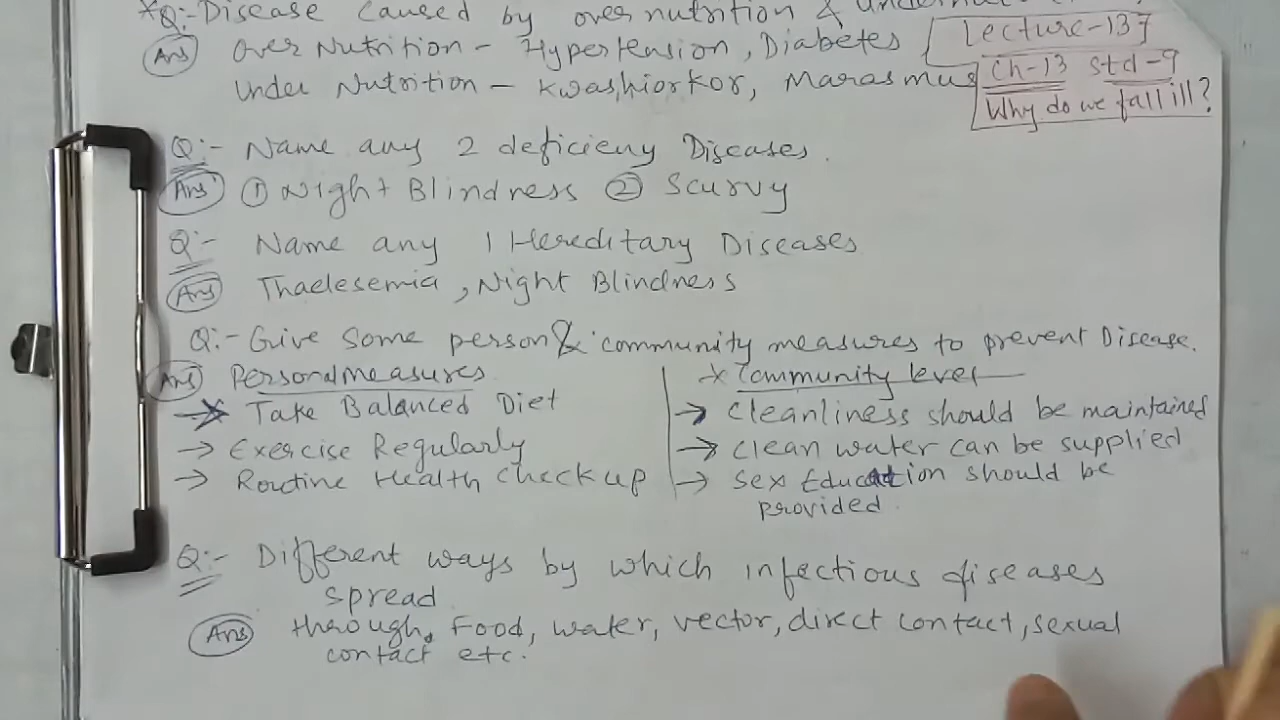 *Q:- Disease caused by over nutrition &
Ans Over Nutrition - Hypertension, Diabetes
Under Nutrition - Kwashiorkor, Marasmus
Lecture-137
Ch-13 Std-9
Why do we fall ill?
Q:- Name any 2 deficieny Diseases.
Ans ① Night Blindness ② Scurvy
Q:- Name any 1 Hereditary Diseases
Ans Thaelesemia, Night Blindness
Q:- Give some person & community measures to prevent Disease.
Ans Personal measures
→ Take Balanced Diet
→ Exercise Regularly
→ Routine Health Check up
* Community level
→ Cleanliness should be maintained
→ Clean water can be supplied
→ Sex Education should be
provided.
Q:- Different ways by which infectious diseases
spread.
Ans through Food, water, vector, direct contact, sexual
contact etc.